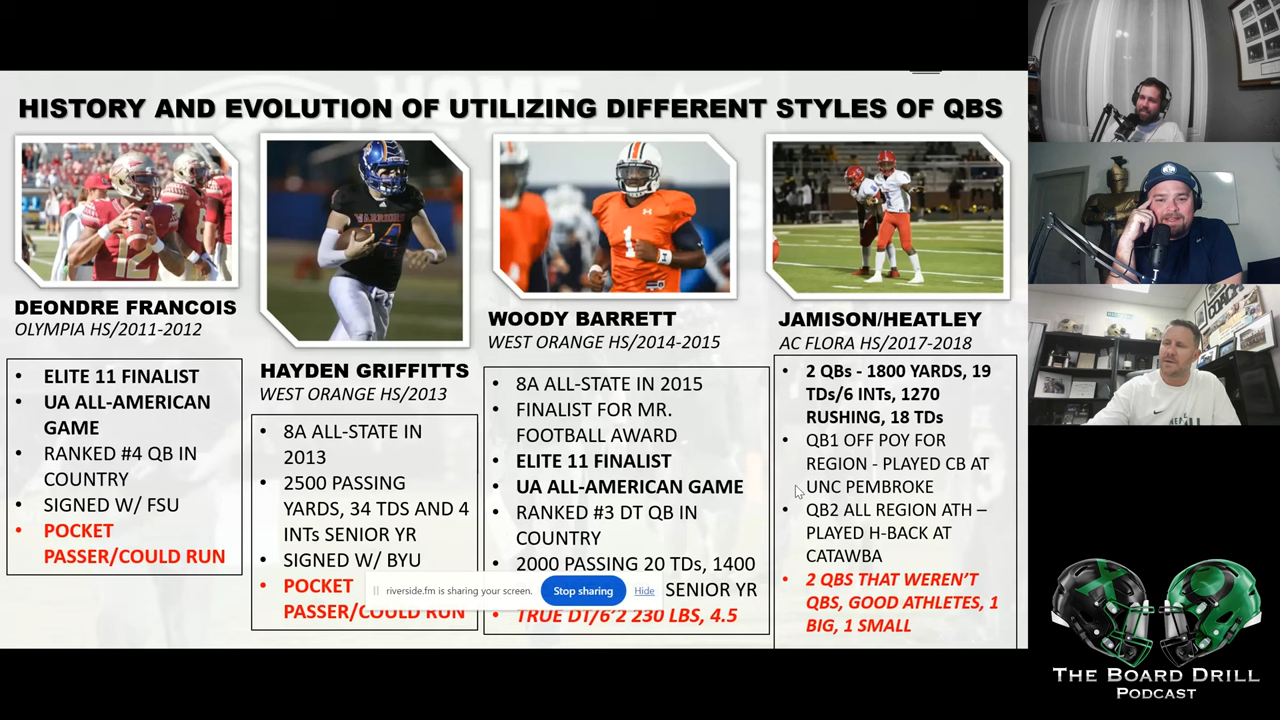 HISTORY AND EVOLUTION OF UTILIZING DIFFERENT STYLES OF QBS
DEONDRE FRANCOIS
OLYMPIA HS/2011-2012
• ELITE 11 FINALIST
• UA ALL-AMERICAN
GAME
• RANKED #4 QB IN
COUNTRY
• SIGNED W/ FSU
• POCKET
PASSER/COULD RUN
HAYDEN GRIFFITTS
WEST ORANGE HS/2013
• 8A ALL-STATE IN
2013
• 2500 PASSING
YARDS, 34 TDS AND 4
INTs SENIOR YR
• SIGNED W/ BYU
• POCKET
PASSER/COULD RUN
WOODY BARRETT
WEST ORANGE HS/2014-2015
• 8A ALL-STATE IN 2015
• FINALIST FOR MR.
FOOTBALL AWARD
• ELITE 11 FINALIST
• UA ALL-AMERICAN GAME
• RANKED #3 DT QB IN
COUNTRY
• 2000 PASSING 20 TDs, 1400
SENIOR YR
• TRUE DT/6'2 230 LBS, 4.5
JAMISON/HEATLEY
AC FLORA HS/2017-2018
• 2 QBs - 1800 YARDS, 19
TDs/6 INTs, 1270
RUSHING, 18 TDs
• QB1 OFF POY FOR
REGION - PLAYED CB AT
UNC PEMBROKE
• QB2 ALL REGION ATH –
PLAYED H-BACK AT
CATAWBA
• 2 QBS THAT WEREN'T
QBS, GOOD ATHLETES, 1
BIG, 1 SMALL
riverside.fm is sharing your screen.
Stop sharing
Hide
WARRIORS
14
12
1
THE BOARD DRILL
PODCAST